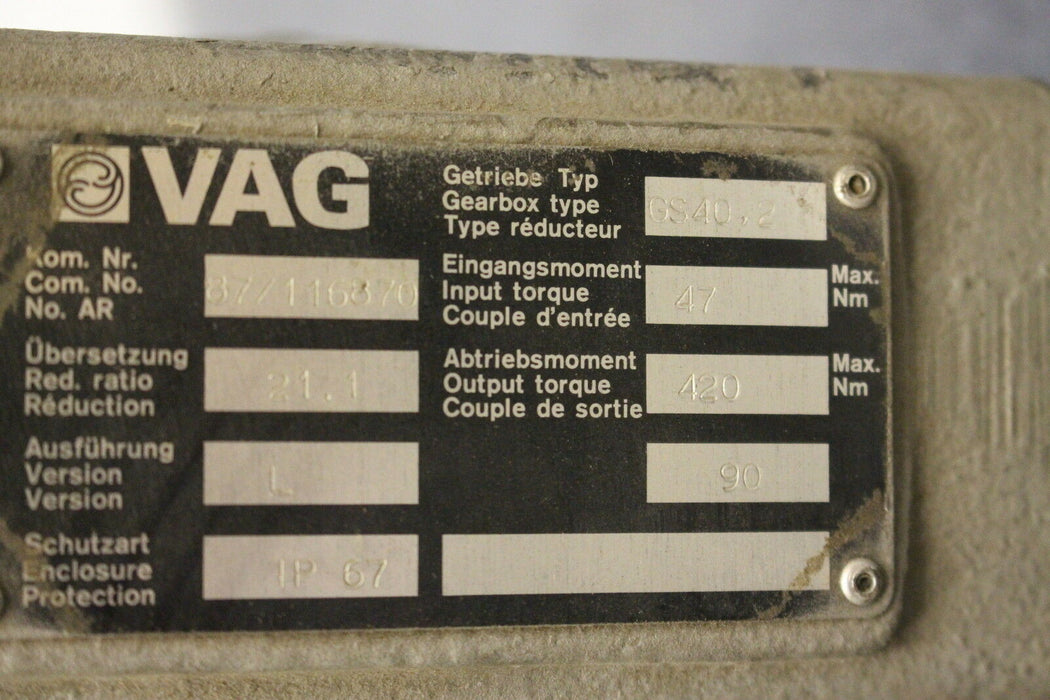 VAG
Getriebe Typ
Gearbox type
Type réducteur
GS40,2
Kom. Nr.
Com. No.
No. AR
87/116870
Eingangsmoment
Input torque
Couple d'entrée
47
Max.
Nm
Übersetzung
Red. ratio
Réduction
21.1
Abtriebsmoment
Output torque
Couple de sortie
420
Max.
Nm
Ausführung
Version
Version
L
90
Schutzart
Enclosure
Protection
IP 67